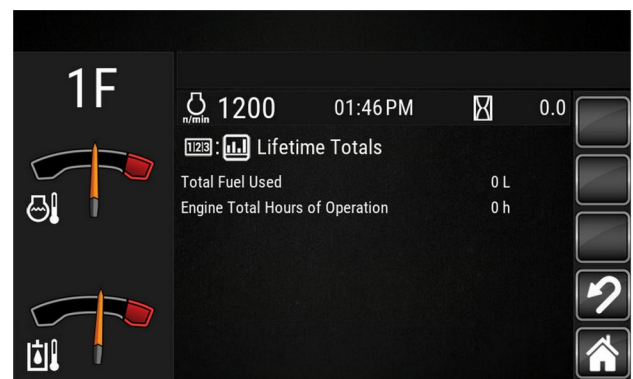 1F
n/min 1200 01:46 PM 0.0
123 : Lifetime Totals
Total Fuel Used 0 L
Engine Total Hours of Operation 0 h